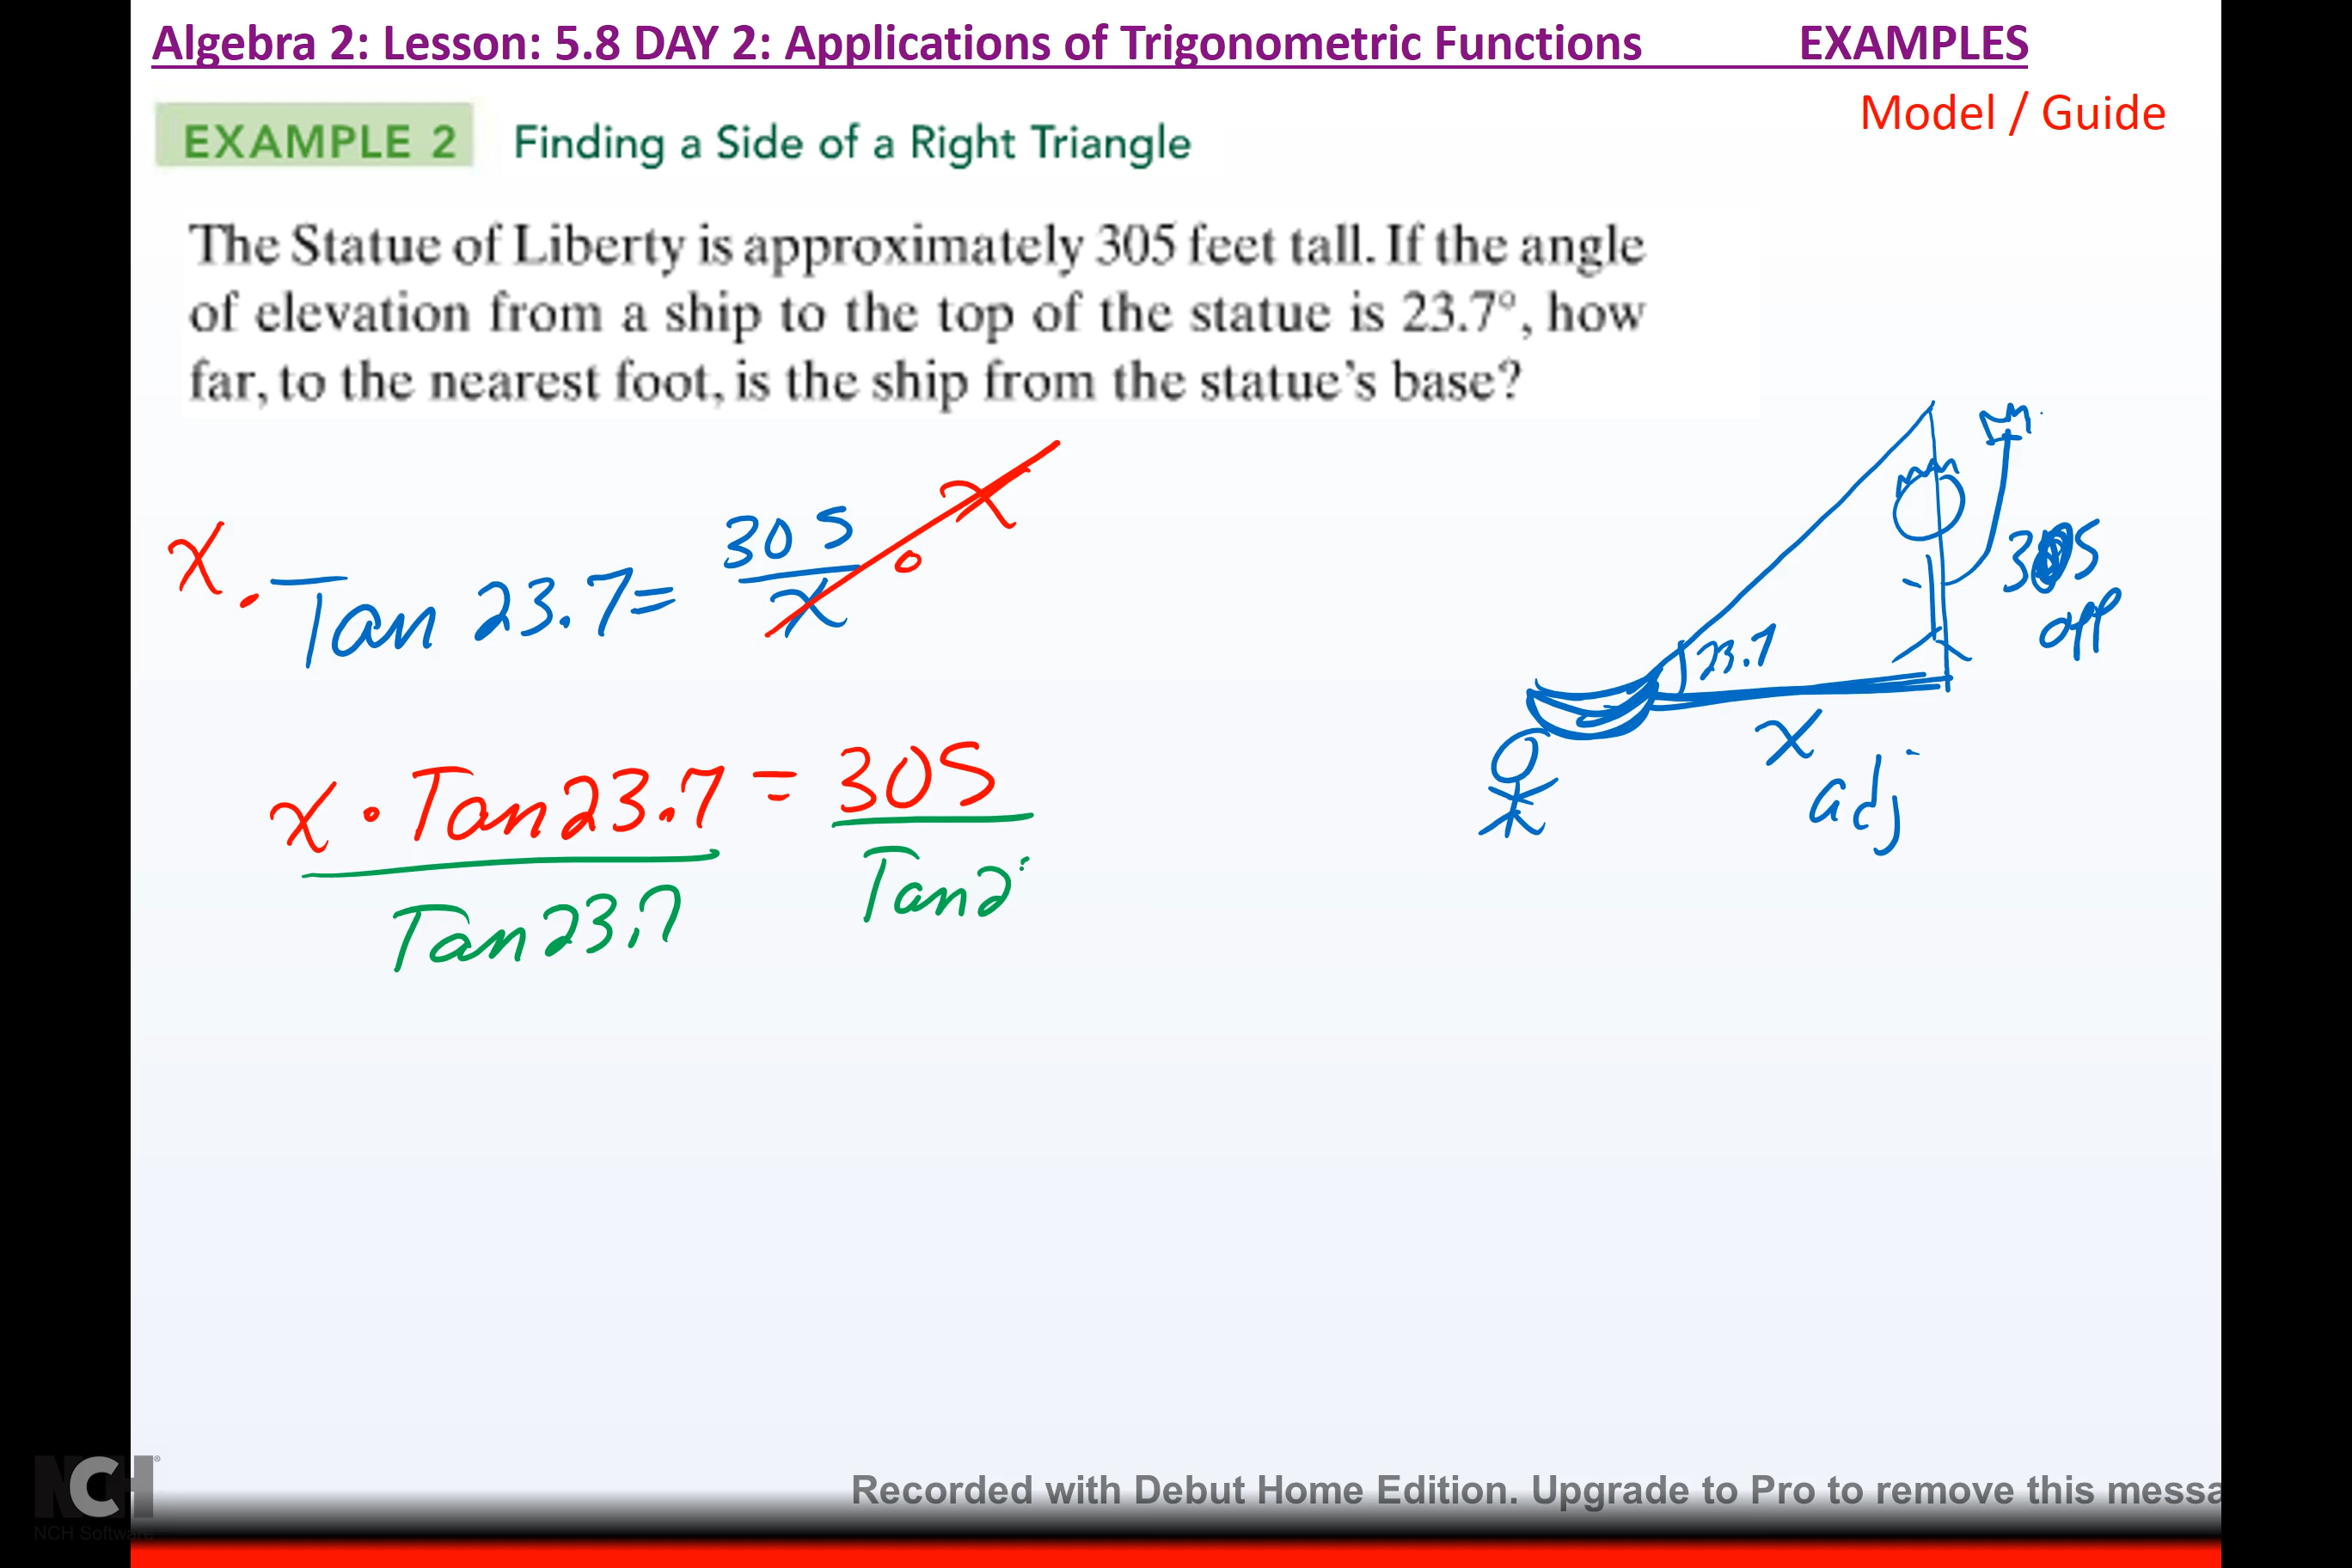 Algebra 2: Lesson: 5.8 DAY 2: Applications of Trigonometric Functions EXAMPLES
Model / Guide
EXAMPLE 2 Finding a Side of a Right Triangle
The Statue of Liberty is approximately 305 feet tall. If the angle
of elevation from a ship to the top of the statue is 23.7°, how
far, to the nearest foot, is the ship from the statue's base?
x · Tan 23.7 = 305/x · x
x · Tan 23.7 = 305
Tan 23.7 Tan 2
305
opp
23.7
x
adj
NCH®
NCH Software
Recorded with Debut Home Edition. Upgrade to Pro to remove this messa